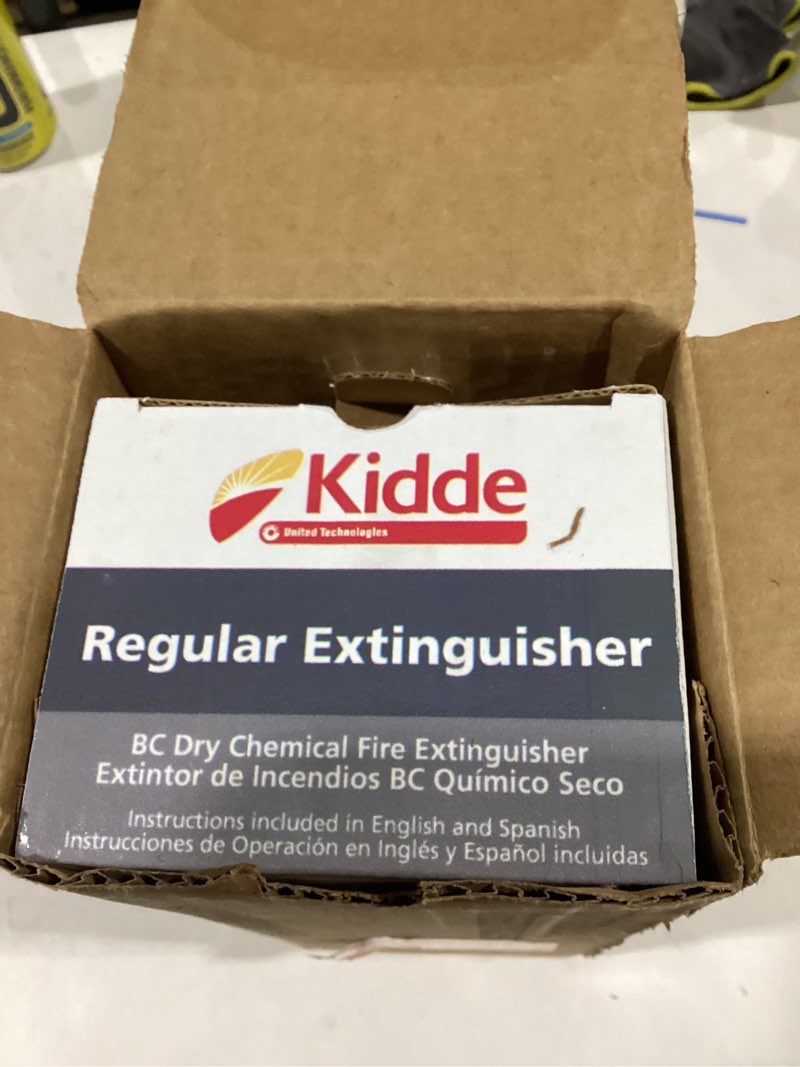 Kidde
United Technologies
Regular Extinguisher
BC Dry Chemical Fire Extinguisher
Extintor de Incendios BC Químico Seco
Instructions included in English and Spanish
Instrucciones de Operación en Inglés y Español incluidas